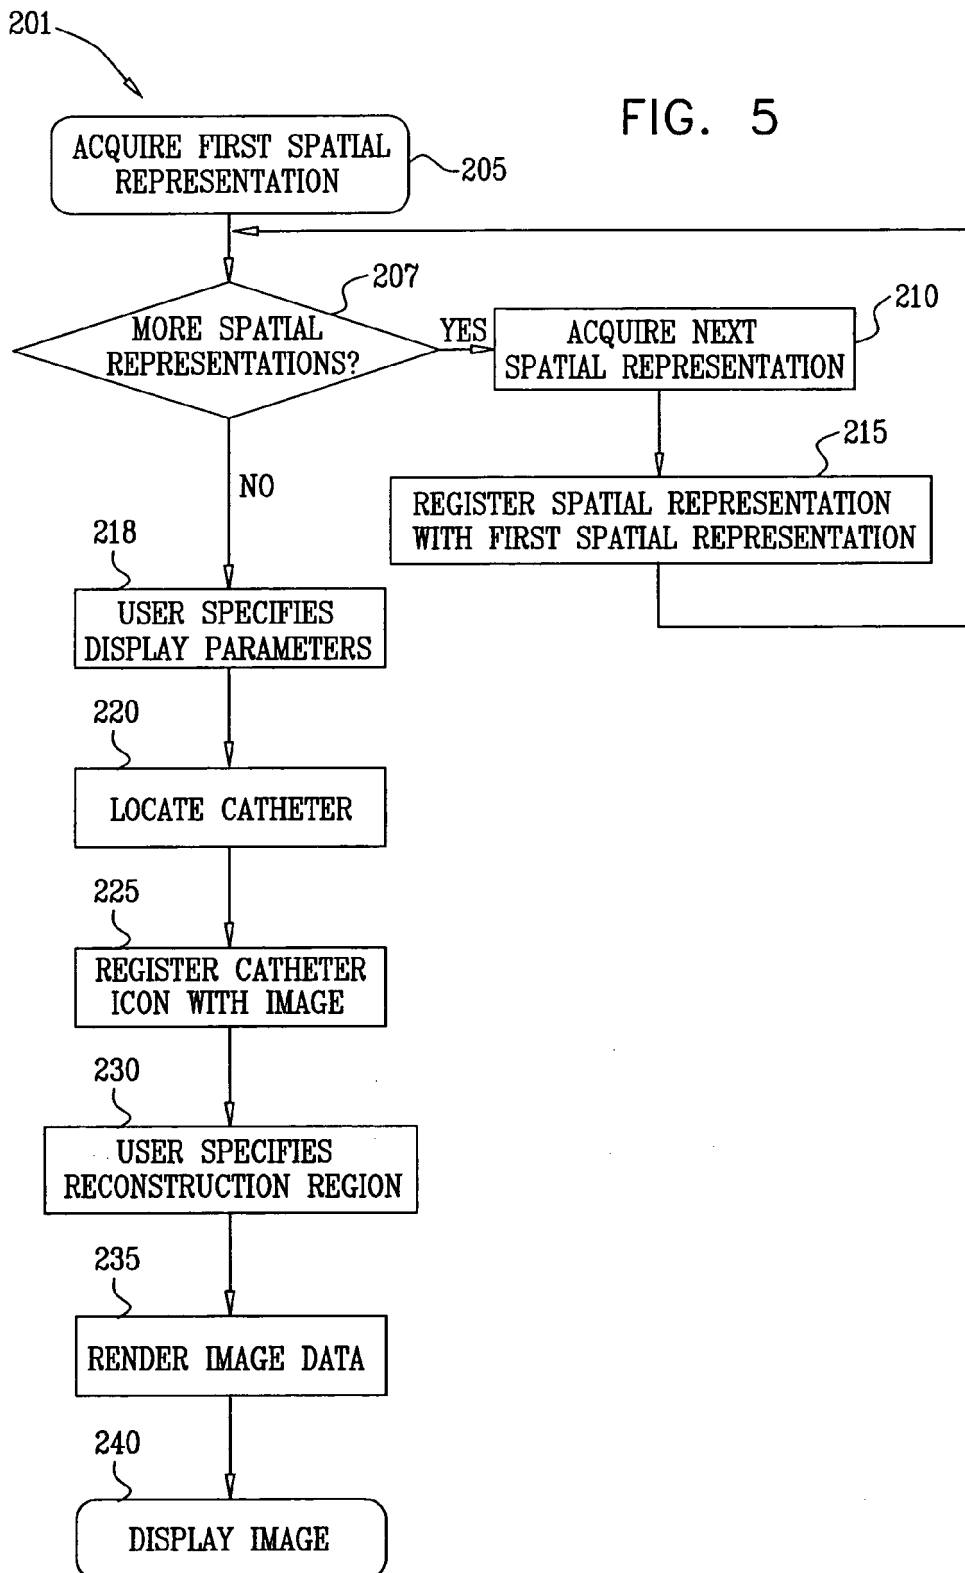 201
FIG. 5
ACQUIRE FIRST SPATIAL
REPRESENTATION
205
207
MORE SPATIAL
REPRESENTATIONS?
YES
210
ACQUIRE NEXT
SPATIAL REPRESENTATION
215
REGISTER SPATIAL REPRESENTATION
WITH FIRST SPATIAL REPRESENTATION
NO
218
USER SPECIFIES
DISPLAY PARAMETERS
220
LOCATE CATHETER
225
REGISTER CATHETER
ICON WITH IMAGE
230
USER SPECIFIES
RECONSTRUCTION REGION
235
RENDER IMAGE DATA
240
DISPLAY IMAGE